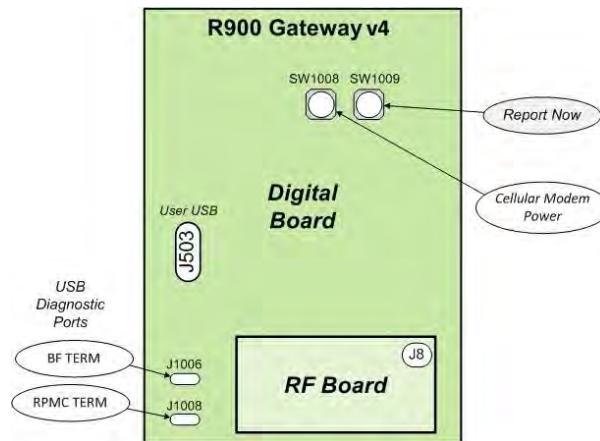 R900 Gateway v4
SW1008 SW1009
Report Now
Digital
Board
Cellular Modem
Power
User USB
J503
USB
Diagnostic
Ports
BF TERM
J1006
RPMC TERM
J1008
J8
RF Board